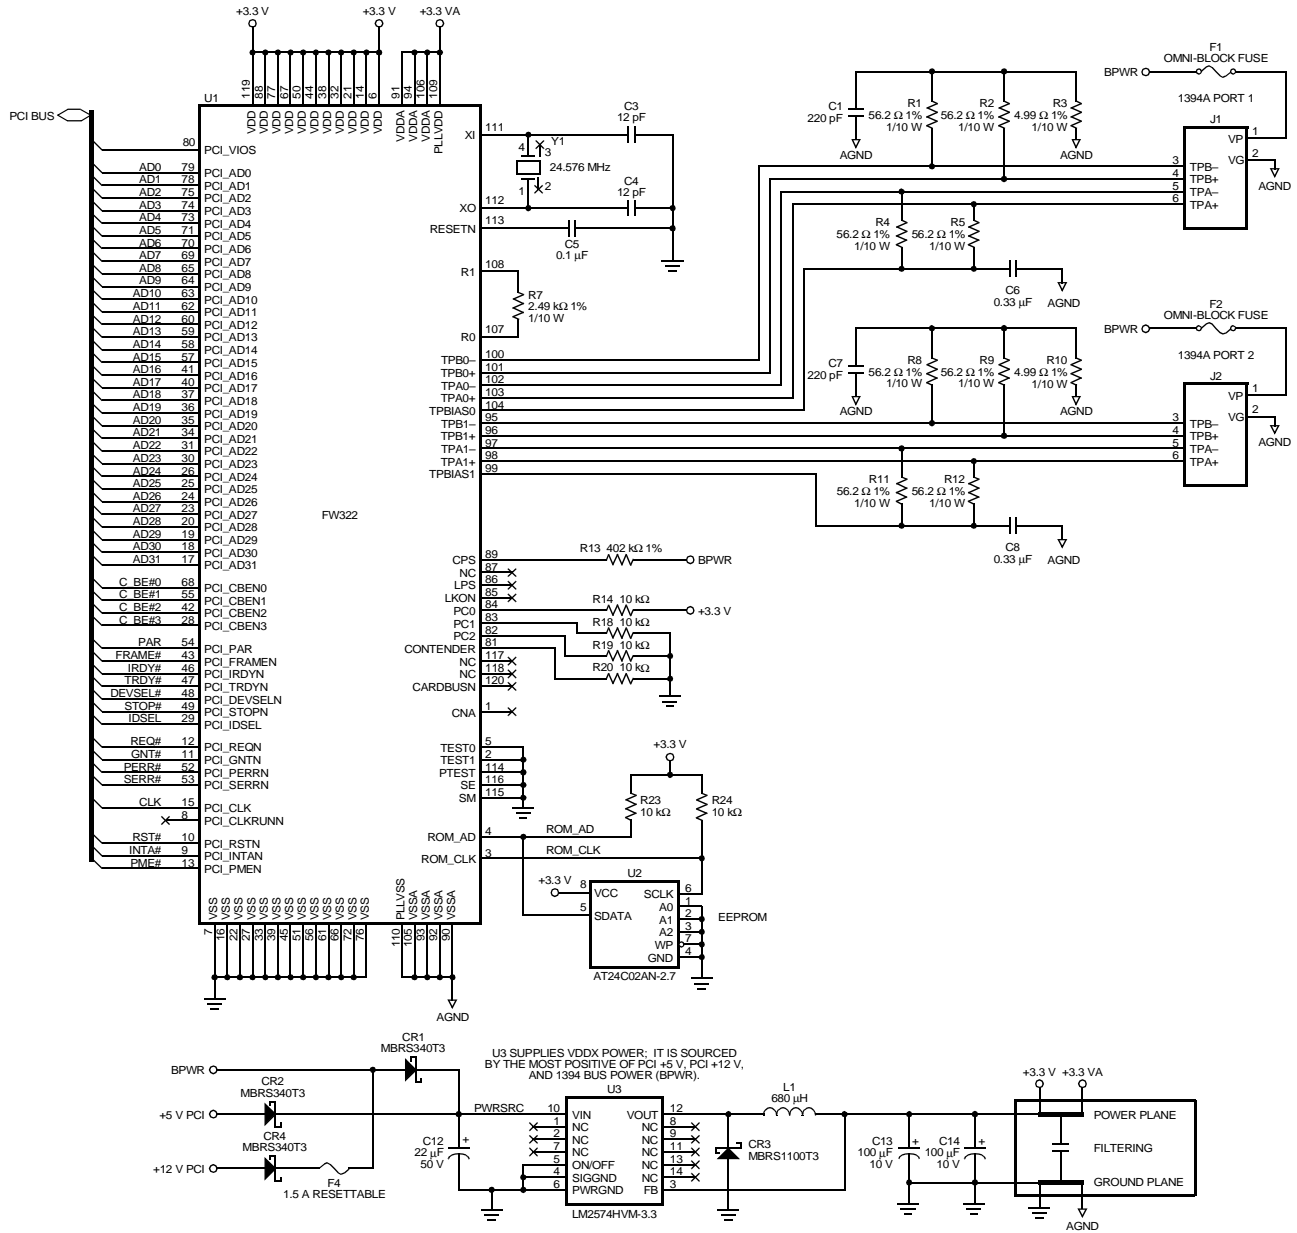 +3.3 V
+3.3 V
+3.3 VA
119 88 77 67 50 44 38 32 21 14 6 91 94 106 109
VDD VDD VDD VDD VDD VDD VDD VDD VDD VDD VDD VDDA VDDA VDDA PLLVDD
U1
PCI BUS
80 PCI_VIOS
AD0 79 PCI_AD0
AD1 78 PCI_AD1
AD2 75 PCI_AD2
AD3 74 PCI_AD3
AD4 73 PCI_AD4
AD5 71 PCI_AD5
AD6 70 PCI_AD6
AD7 69 PCI_AD7
AD8 65 PCI_AD8
AD9 64 PCI_AD9
AD10 63 PCI_AD10
AD11 62 PCI_AD11
AD12 60 PCI_AD12
AD13 59 PCI_AD13
AD14 58 PCI_AD14
AD15 57 PCI_AD15
AD16 41 PCI_AD16
AD17 40 PCI_AD17
AD18 37 PCI_AD18
AD19 36 PCI_AD19
AD20 35 PCI_AD20
AD21 34 PCI_AD21
AD22 31 PCI_AD22
AD23 30 PCI_AD23
AD24 26 PCI_AD24
AD25 25 PCI_AD25
AD26 24 PCI_AD26
AD27 23 PCI_AD27
AD28 20 PCI_AD28
AD29 19 PCI_AD29
AD30 18 PCI_AD30
AD31 17 PCI_AD31
C_BE#0 68 PCI_CBEN0
C_BE#1 55 PCI_CBEN1
C_BE#2 42 PCI_CBEN2
C_BE#3 28 PCI_CBEN3
PAR 54 PCI_PAR
FRAME# 43 PCI_FRAMEN
IRDY# 46 PCI_IRDYN
TRDY# 47 PCI_TRDYN
DEVSEL# 48 PCI_DEVSELN
STOP# 49 PCI_STOPN
IDSEL 29 PCI_IDSEL
REQ# 12 PCI_REQN
GNT# 11 PCI_GNTN
PERR# 52 PCI_PERRN
SERR# 53 PCI_SERRN
CLK 15 PCI_CLK
8 PCI_CLKRUNN
RST# 10 PCI_RSTN
INTA# 9 PCI_INTAN
PME# 13 PCI_PMEN
FW322
VSS VSS VSS VSS VSS VSS VSS VSS VSS VSS VSS VSS VSS PLLVSS VSSA VSSA VSSA VSSA
7 16 22 27 33 39 45 51 56 61 66 72 76 110 105 93 92 90
AGND
XI 111
XO 112
RESETN 113
R1 108
R0 107
TPB0– 100
TPB0+ 101
TPA0– 102
TPA0+ 103
TPBIAS0 104
TPB1– 95
TPB1+ 96
TPA1– 97
TPA1+ 98
TPBIAS1 99
CPS 89
NC 87
LPS 86
LKON 85
PC0 84
PC1 83
PC2 82
CONTENDER 81
NC 117
NC 118
CARDBUSN 120
CNA 1
TEST0 5
TEST1 2
PTEST 114
SE 116
SM 115
ROM_AD 4 ROM_AD
ROM_CLK 3 ROM_CLK
C3
12 pF
4 3 Y1
24.576 MHz
1 2
C4
12 pF
C5
0.1 µF
R7
2.49 kΩ 1%
1/10 W
R13 402 kΩ 1% BPWR
R14 10 kΩ +3.3 V
R18 10 kΩ
R19 10 kΩ
R20 10 kΩ
+3.3 V
R23
10 kΩ
R24
10 kΩ
U2
+3.3 V 8 VCC
5 SDATA
SCLK 6
A0 1
A1 2
A2 3
WP 7
GND 4
EEPROM
AT24C02AN-2.7
F1
OMNI-BLOCK FUSE
BPWR
1394A PORT 1
J1
C1
220 pF
R1
56.2 Ω 1%
1/10 W
R2
56.2 Ω 1%
1/10 W
R3
4.99 Ω 1%
1/10 W
AGND
AGND
VP 1
VG 2
AGND
3 TPB–
4 TPB+
5 TPA–
6 TPA+
R4
56.2 Ω 1%
1/10 W
R5
56.2 Ω 1%
1/10 W
C6
0.33 µF
AGND
F2
OMNI-BLOCK FUSE
BPWR
1394A PORT 2
J2
C7
220 pF
R8
56.2 Ω 1%
1/10 W
R9
56.2 Ω 1%
1/10 W
R10
4.99 Ω 1%
1/10 W
AGND
AGND
VP 1
VG 2
AGND
3 TPB–
4 TPB+
5 TPA–
6 TPA+
R11
56.2 Ω 1%
1/10 W
R12
56.2 Ω 1%
1/10 W
C8
0.33 µF
AGND
BPWR
CR1
MBRS340T3
CR2
MBRS340T3
+5 V PCI
CR4
MBRS340T3
+12 V PCI
F4
1.5 A RESETTABLE
C12
22 µF
50 V
+
PWRSRC
U3 SUPPLIES VDDX POWER; IT IS SOURCED
BY THE MOST POSITIVE OF PCI +5 V, PCI +12 V,
AND 1394 BUS POWER (BPWR).
U3
10 VIN
1 NC
2 NC
7 NC
5 ON/OFF
4 SIGGND
6 PWRGND
VOUT 12
NC 8
NC 9
NC 11
NC 13
NC 14
FB 3
LM2574HVM-3.3
L1
680 µH
CR3
MBRS1100T3
C13
100 µF
10 V
+
C14
100 µF
10 V
+
+3.3 V +3.3 VA
POWER PLANE
FILTERING
GROUND PLANE
AGND